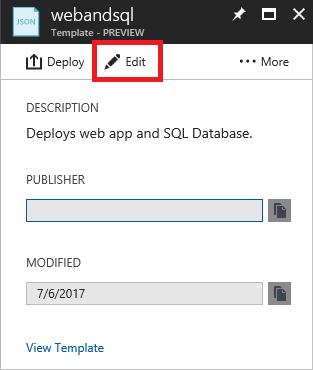 JSON
webandsql
Template - PREVIEW
Deploy
Edit
More
DESCRIPTION
Deploys web app and SQL Database.
PUBLISHER
MODIFIED
7/6/2017
View Template